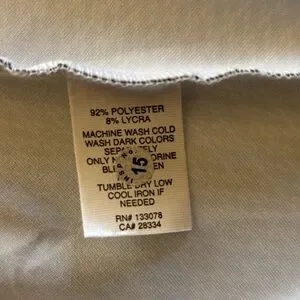 92% POLYESTER
8% LYCRA
MACHINE WASH COLD
WASH DARK COLORS
ONLY
TUMBLE DRY LOW
COOL IRON IF
NEEDED
RN# 133078
CA# 28334
15